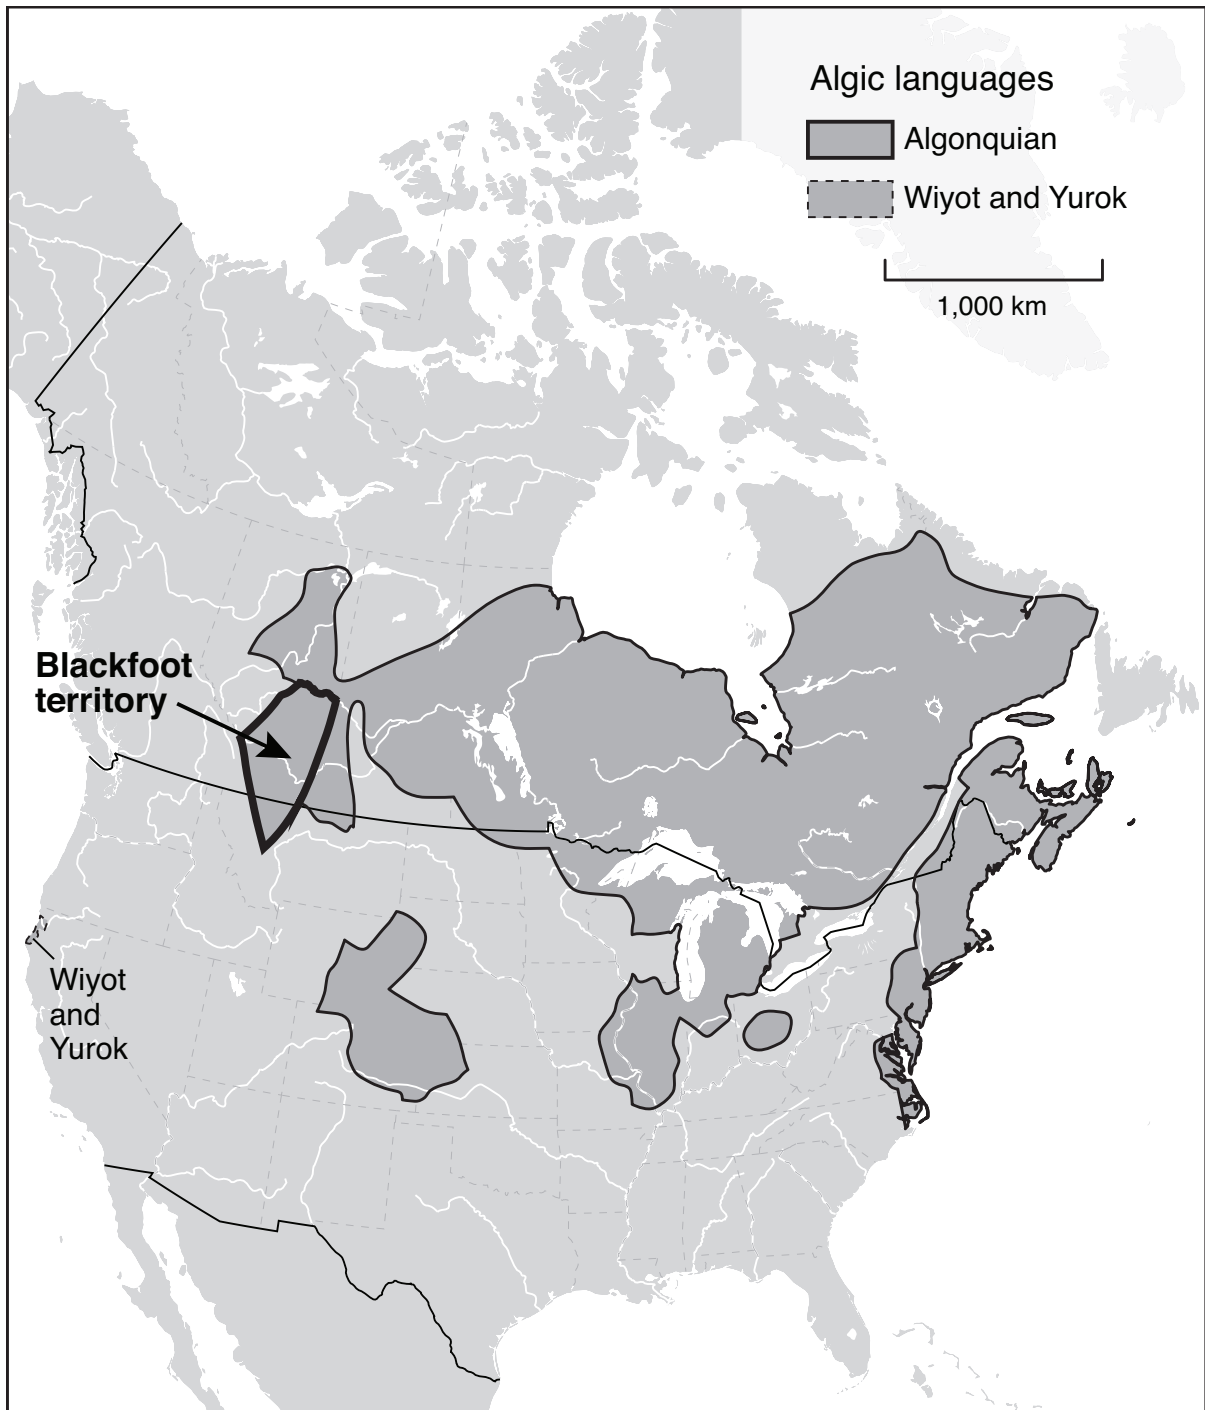 Algic languages
Algonquian
Wiyot and Yurok
1,000 km
Blackfoot
territory
Wiyot
and
Yurok